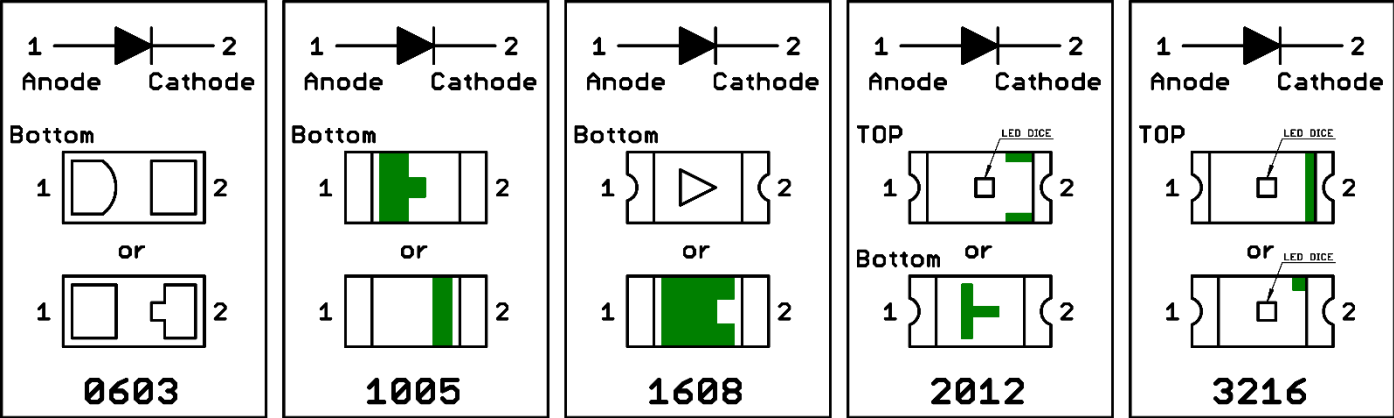 1 2
Anode Cathode
Bottom
1 2
or
1 2
0603
1 2
Anode Cathode
Bottom
1 2
or
1 2
1005
1 2
Anode Cathode
Bottom
1 2
or
1 2
1608
1 2
Anode Cathode
TOP
LED DICE
1 2
or
Bottom
1 2
2012
1 2
Anode Cathode
TOP
LED DICE
1 2
or
LED DICE
1 2
3216